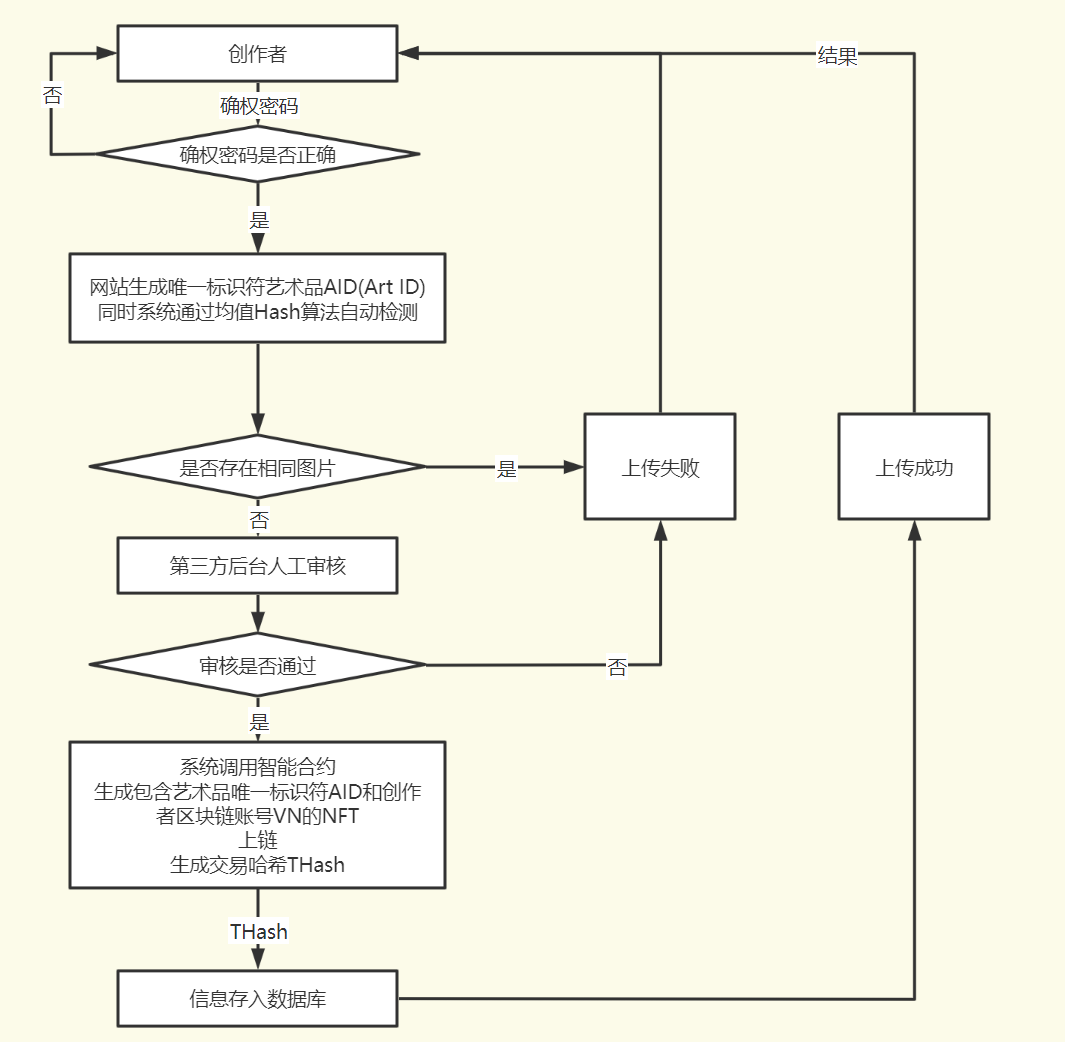 创作者
结果
否
确权密码
确权密码是否正确
是
网站生成唯一标识符艺术品AID(Art ID)
同时系统通过均值Hash算法自动检测
是否存在相同图片
是
上传失败
上传成功
否
第三方后台人工审核
审核是否通过
否
是
系统调用智能合约
生成包含艺术品唯一标识符AID和创作
者区块链账号VN的NFT
上链
生成交易哈希THash
THash
信息存入数据库